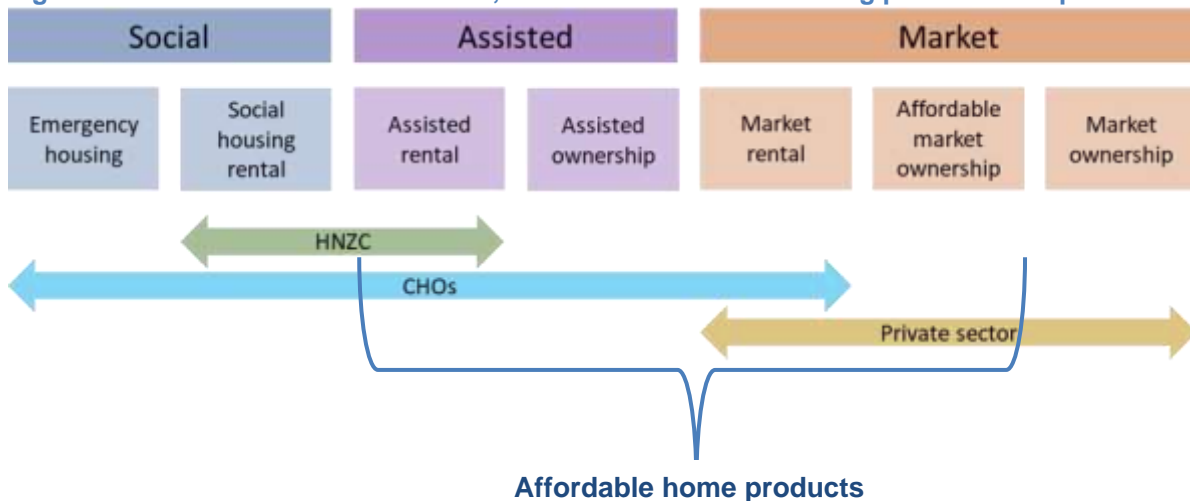 Social
Assisted
Market
Emergency
housing
Social
housing
rental
Assisted
rental
Assisted
ownership
Market
rental
Affordable
market
ownership
Market
ownership
HNZC
CHOs
Private sector
Affordable home products